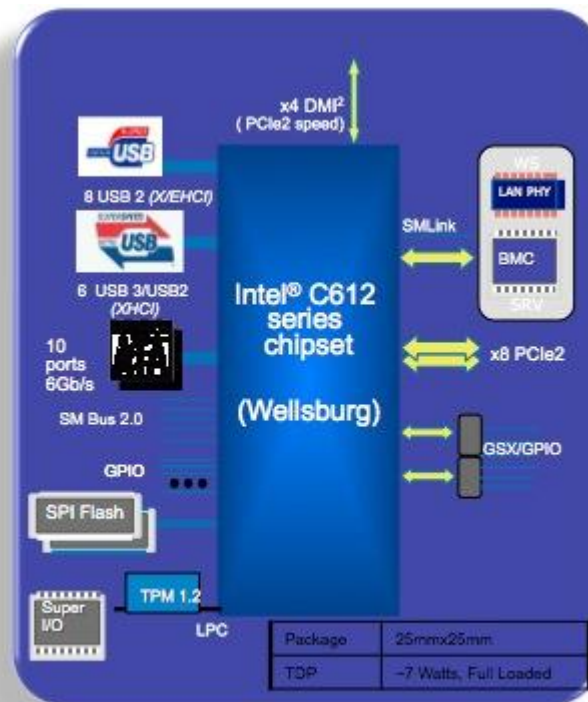 x4 DMI²
( PCIe2 speed)
USB
8 USB 2 (X/EHCI)
SUPERSPEED
USB
6 USB 3/USB2
(XHCI)
10
ports
6Gb/s
SM Bus 2.0
GPIO
SPI Flash
Super
I/O
TPM 1.2
LPC
Intel® C612
series
chipset
(Wellsburg)
WS
LAN PHY
SMLink
BMC
SRV
x8 PCIe2
GSX/GPIO
Package 25mmx25mm
TDP ~7 Watts, Full Loaded